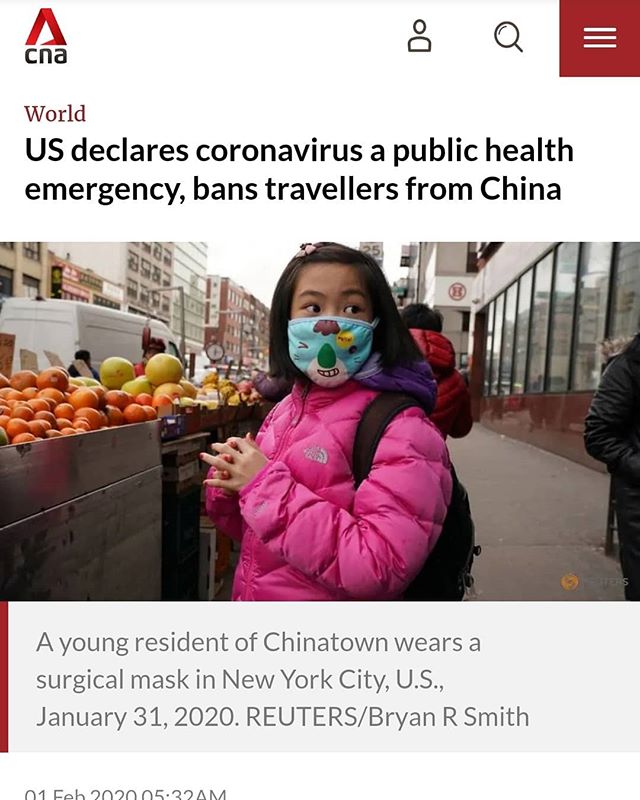 cna
World
US declares coronavirus a public health
emergency, bans travellers from China
25
REUTERS
A young resident of Chinatown wears a
surgical mask in New York City, U.S.,
January 31, 2020. REUTERS/Bryan R Smith
01 Feb 2020 05:32AM